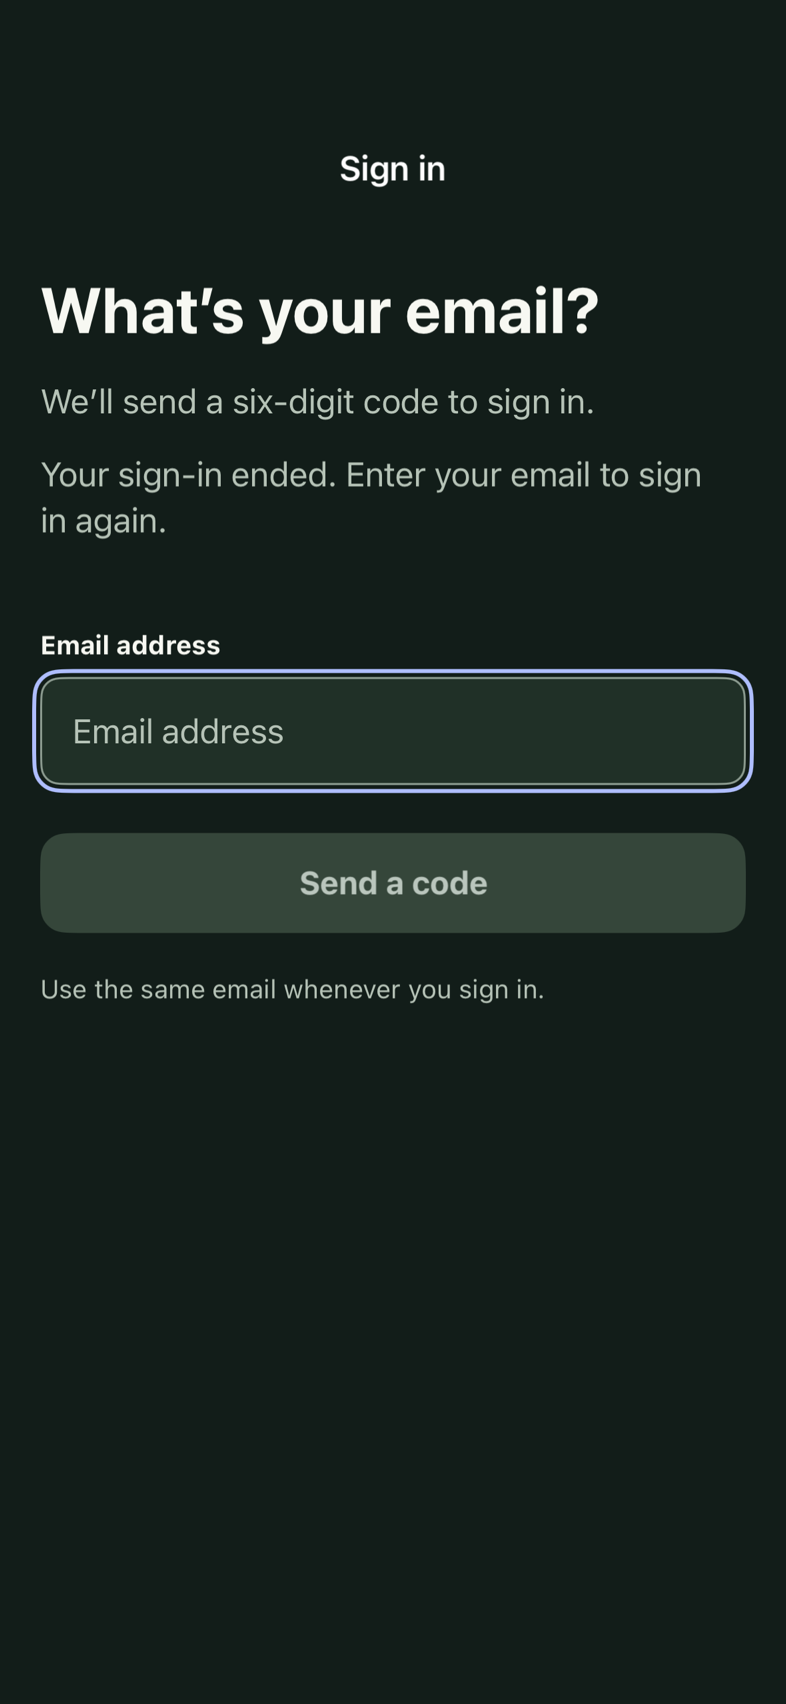 Sign in
What’s your email?
We’ll send a six-digit code to sign in.
Your sign-in ended. Enter your email to sign
in again.
Email address
Email address
Send a code
Use the same email whenever you sign in.